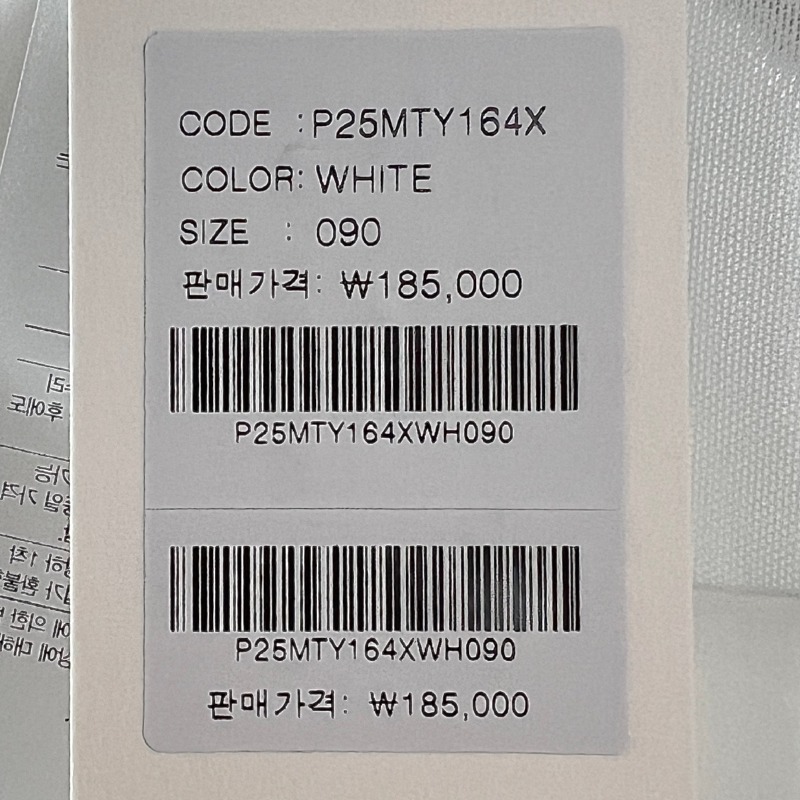 CODE : P25MTY164X
COLOR: WHITE
SIZE : 090
판매가격: ₩185,000
P25MTY164XWH090
P25MTY164XWH090
판매가격: ₩185,000